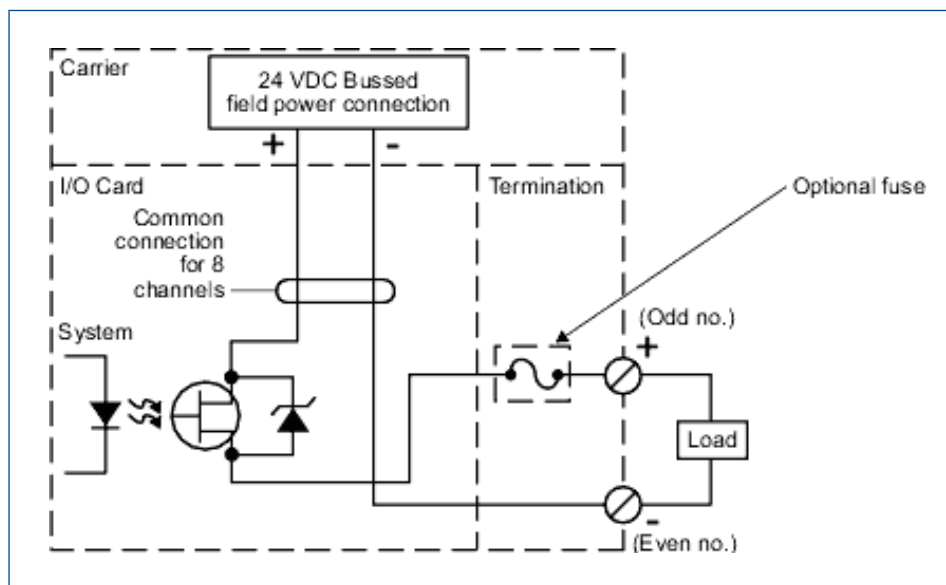 Carrier
24 VDC Bussed
field power connection
+
-
I/O Card
Termination
Optional fuse
Common
connection
for 8
channels
System
(Odd no.)
+
Load
-
(Even no.)